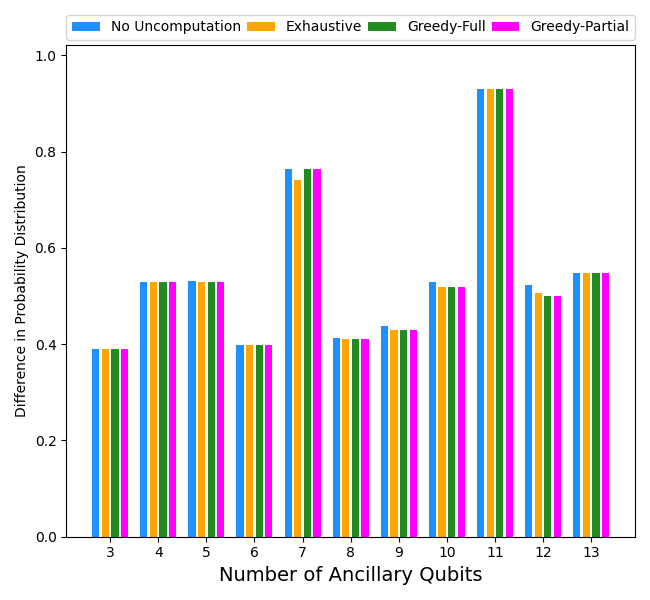 No Uncomputation Exhaustive Greedy-Full Greedy-Partial
Difference in Probability Distribution
1.0
0.8
0.6
0.4
0.2
0.0
3 4 5 6 7 8 9 10 11 12 13
Number of Ancillary Qubits